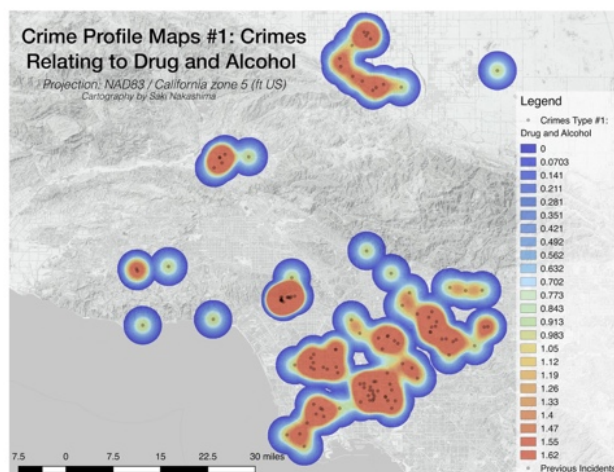 Crime Profile Maps #1: Crimes
Relating to Drug and Alcohol
Projection: NAD83 / California zone 5 (ft US)
Cartography by Saki Nakashima
Legend
Crimes Type #1:
Drug and Alcohol
0
0.0703
0.141
0.211
0.281
0.351
0.421
0.492
0.562
0.632
0.702
0.773
0.843
0.913
0.983
1.05
1.12
1.19
1.26
1.33
1.4
1.47
1.55
1.62
Previous Incidents
7.5 0 7.5 15 22.5 30 miles